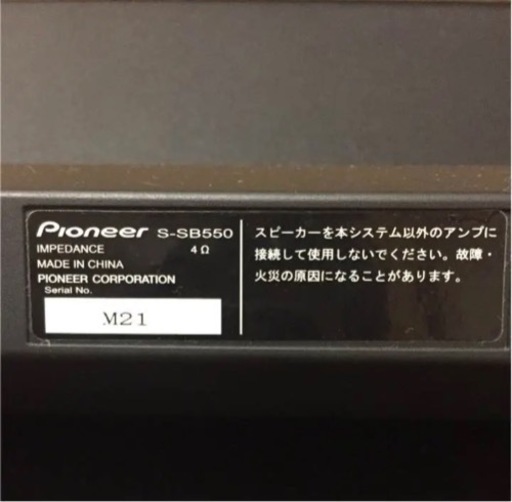 Pioneer S-SB550
IMPEDANCE 4Ω
MADE IN CHINA
PIONEER CORPORATION
Serial No.
M21
スピーカーを本システム以外のアンプに
接続して使用しないでください。故障・
火災の原因になることがあります。